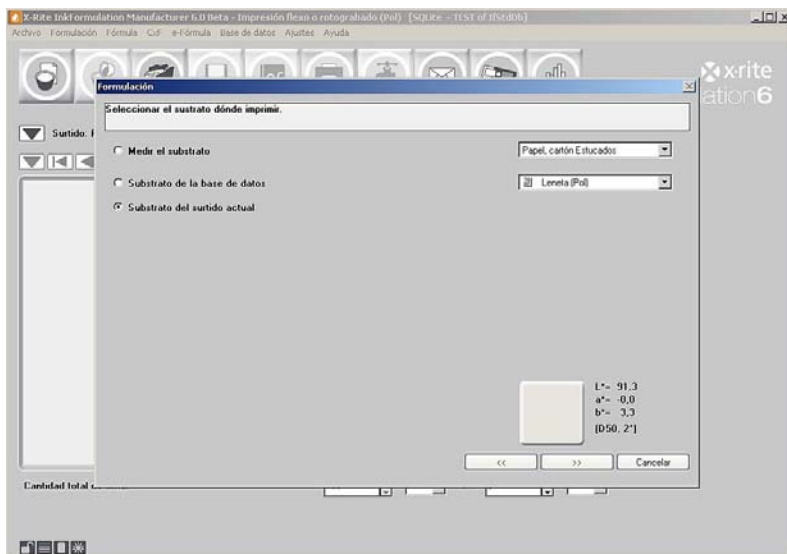 X-Rite InkFormulation Manufacturer 6.0 Beta - Impresión flexo o rotograbado (Pol) [SQLite - TEST of IfStdDb]
Archivo Formulación Fórmula CxF e-Fórmula Base de datos Ajustes Ayuda
x·rite
ation6
Formulación
Seleccionar el sustrato dónde imprimir.
Surtido:
Medir el substrato
Papel, cartón Estucados
Substrato de la base de datos
Leneta (Pol)
Substrato del surtido actual
L*= 91,3
a*= -0,0
b*= 3,3
[D50, 2°]
<< >> Cancelar
Cantidad total